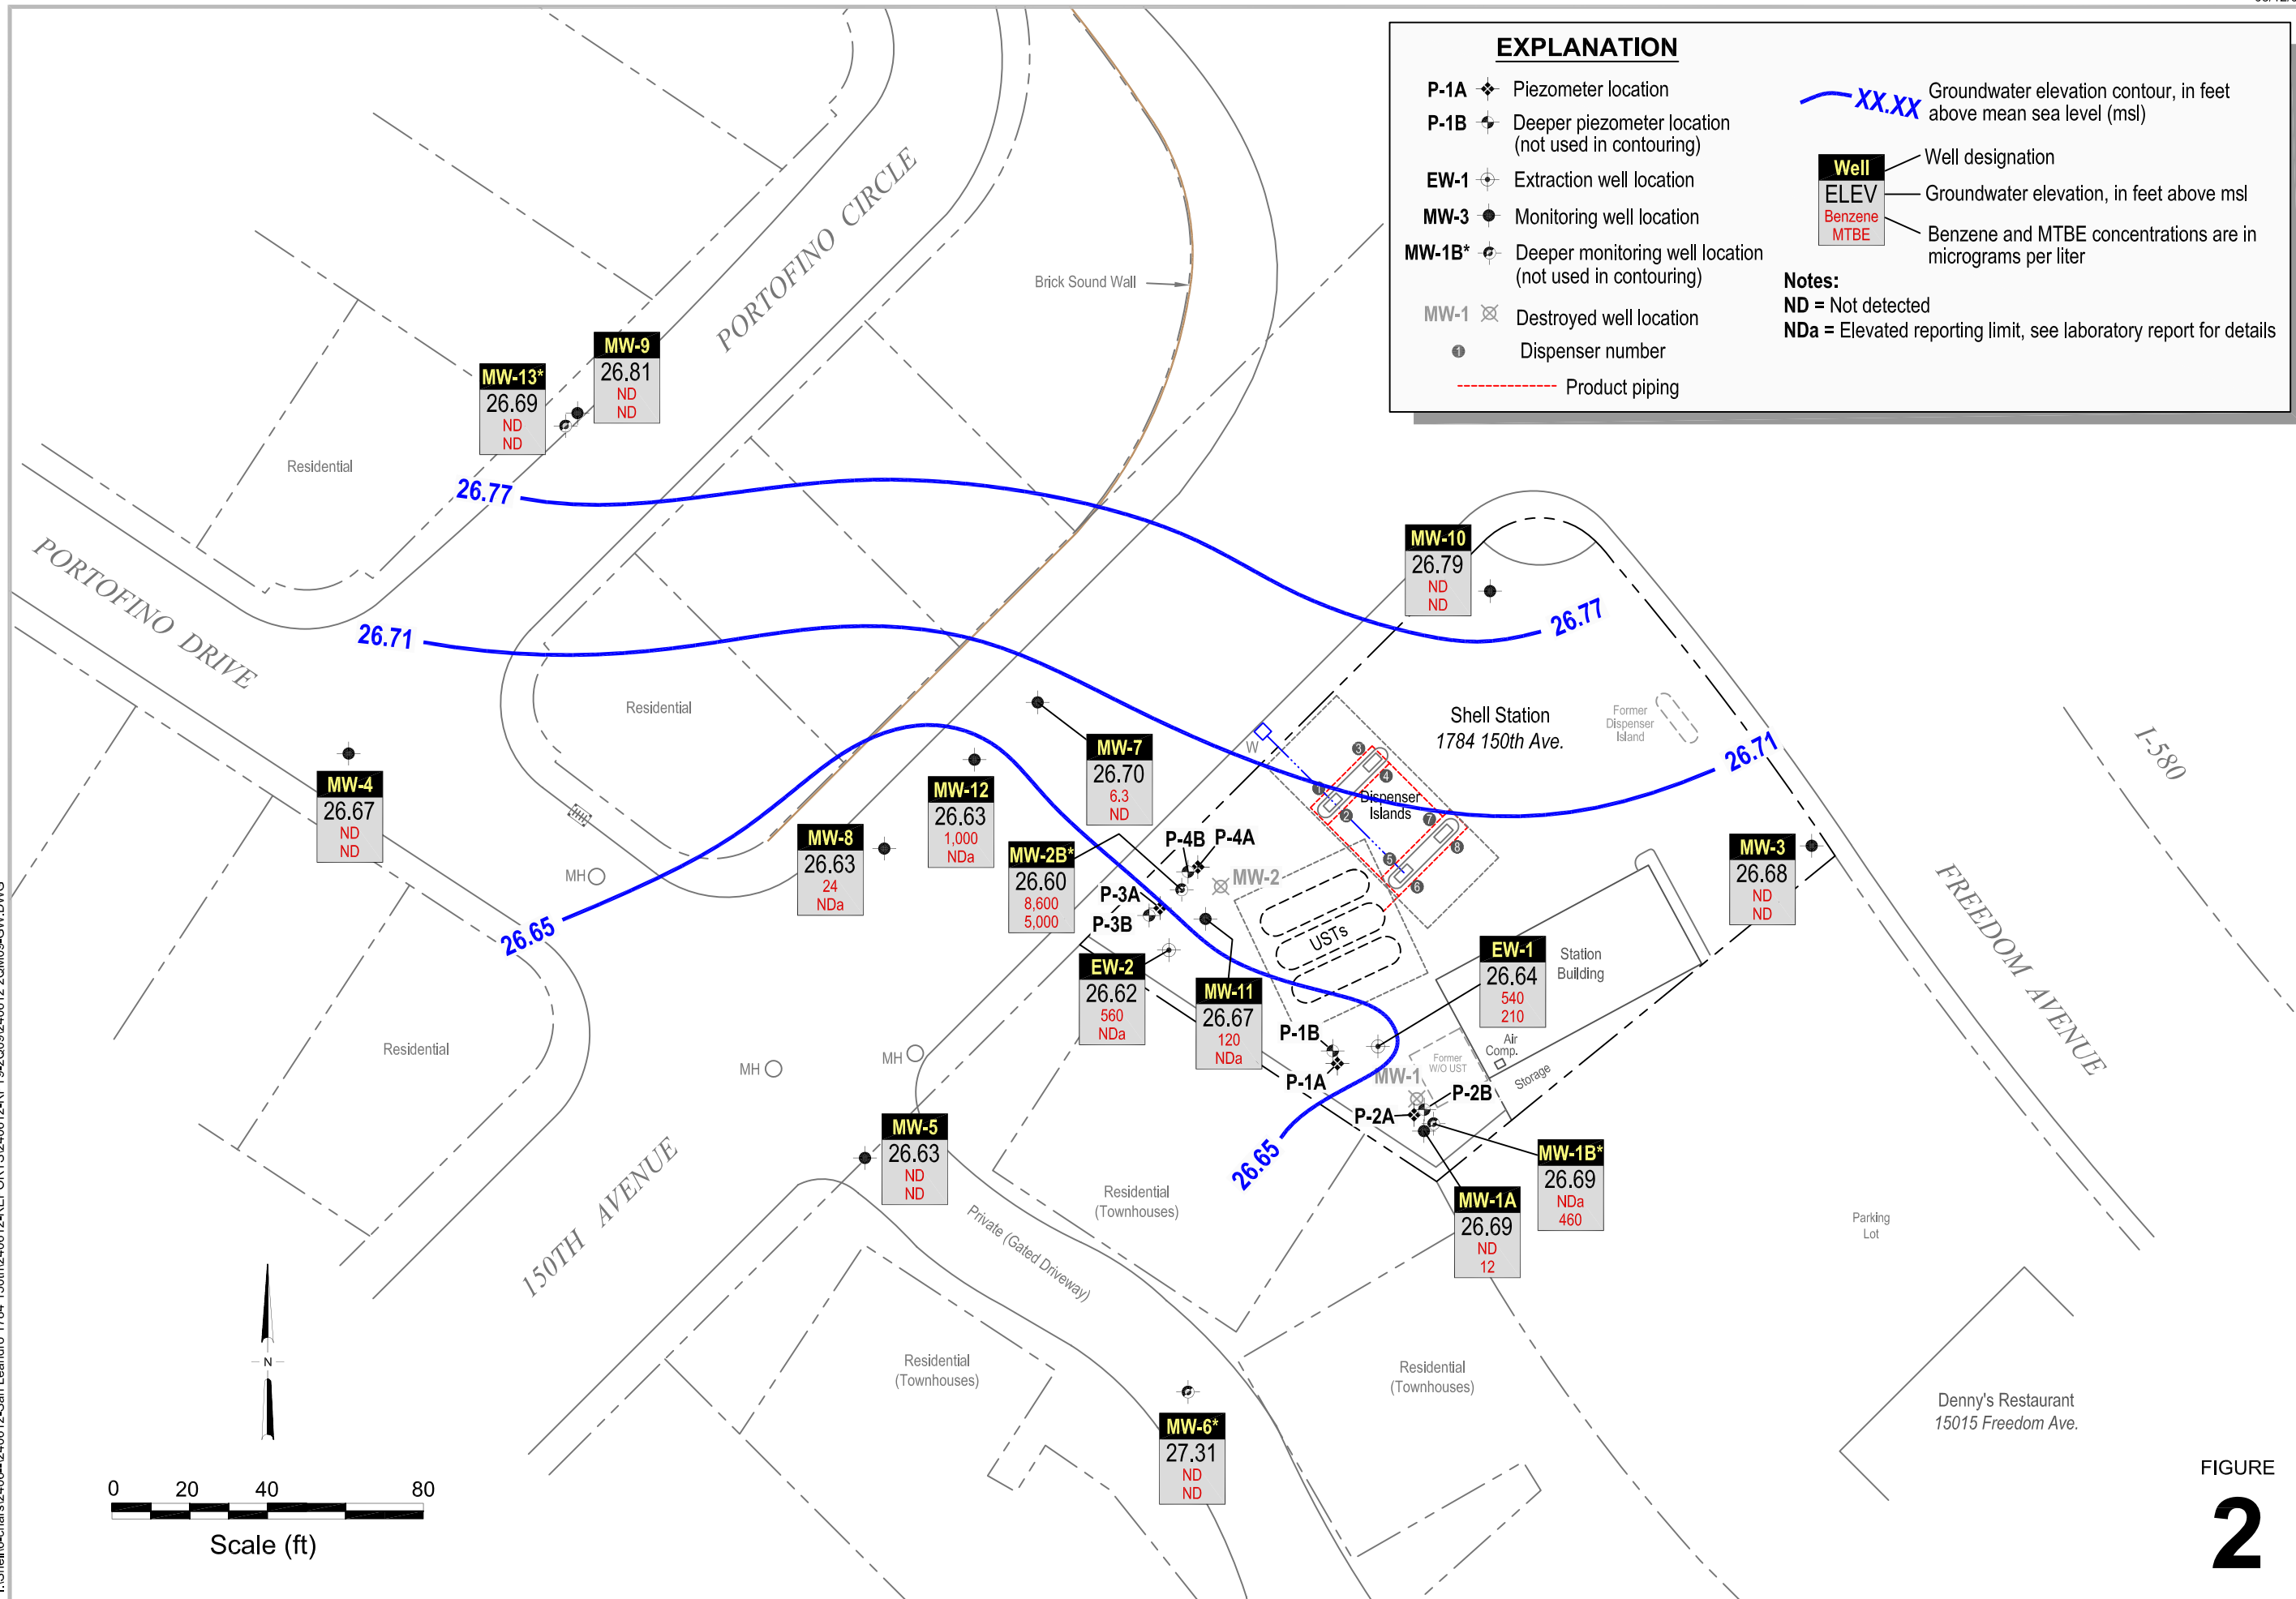 EXPLANATION
P-1A Piezometer location
P-1B Deeper piezometer location
(not used in contouring)
EW-1 Extraction well location
MW-3 Monitoring well location
MW-1B* Deeper monitoring well location
(not used in contouring)
MW-1 Destroyed well location
1 Dispenser number
Product piping
XX.XX Groundwater elevation contour, in feet
above mean sea level (msl)
Well
ELEV
Benzene
MTBE
Well designation
Groundwater elevation, in feet above msl
Benzene and MTBE concentrations are in
micrograms per liter
Notes:
ND = Not detected
NDa = Elevated reporting limit, see laboratory report for details
PORTOFINO CIRCLE
Brick Sound Wall
MW-9
26.81
ND
ND
MW-13*
26.69
ND
ND
Residential
26.77
PORTOFINO DRIVE
26.71
MW-10
26.79
ND
ND
26.77
Residential
Shell Station
1784 150th Ave.
Former
Dispenser
Island
26.71
I-580
W
3
4
1
2
Dispenser
Islands
7
8
5
6
MW-7
26.70
6.3
ND
MW-4
26.67
ND
ND
MW-12
26.63
1,000
NDa
MW-8
26.63
24
NDa
MW-2B*
26.60
8,600
5,000
P-4B
P-4A
MW-2
P-3A
P-3B
MW-3
26.68
ND
ND
FREEDOM AVENUE
MH
26.65
USTs
EW-2
26.62
560
NDa
MW-11
26.67
120
NDa
EW-1
26.64
540
210
Station
Building
Air
Comp.
Storage
Former
W/O UST
P-1B
P-1A
MW-1
P-2B
P-2A
Residential
MH
MH
MW-5
26.63
ND
ND
26.65
MW-1B*
26.69
NDa
460
MW-1A
26.69
ND
12
150TH AVENUE
Private (Gated Driveway)
Residential
(Townhouses)
Parking
Lot
N
Residential
(Townhouses)
Residential
(Townhouses)
Denny's Restaurant
15015 Freedom Ave.
MW-6*
27.31
ND
ND
0 20 40 80
Scale (ft)
FIGURE
2